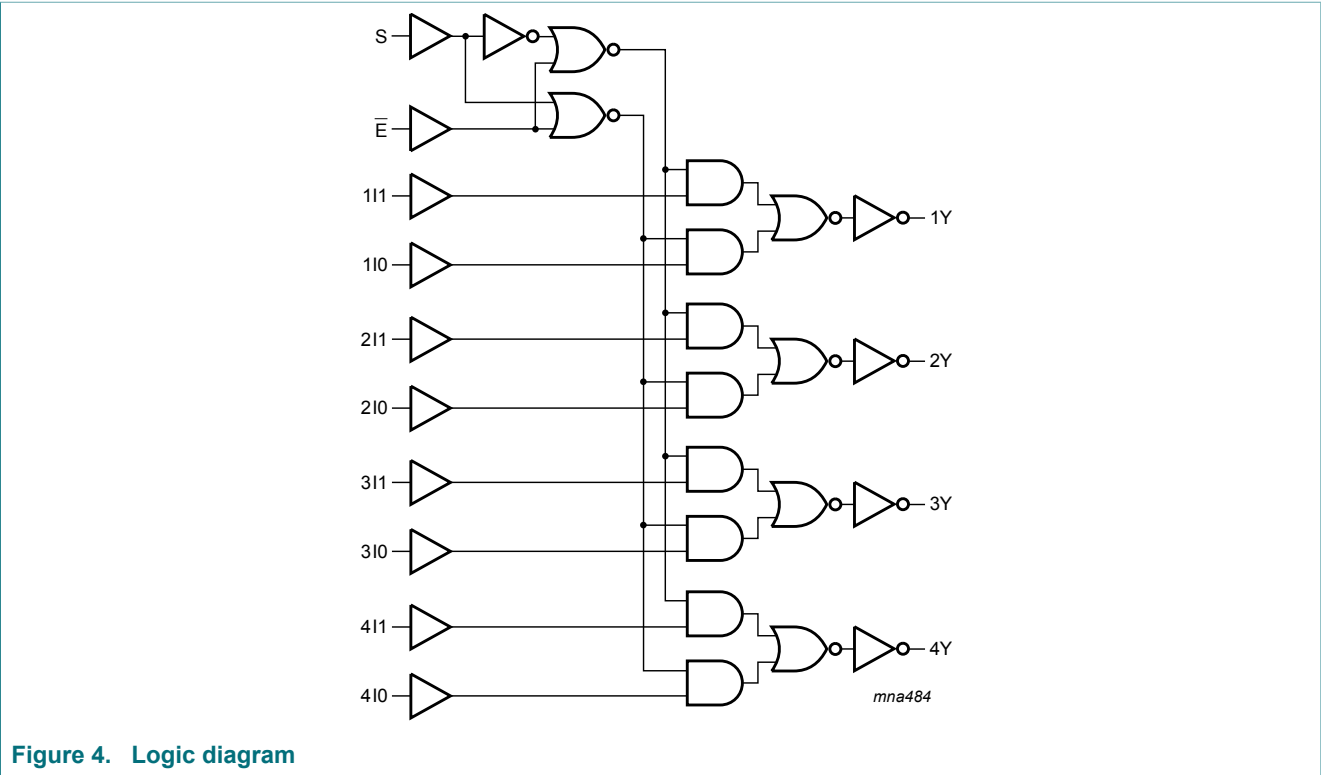 S
E̅
1I1
1I0
1Y
2I1
2I0
2Y
3I1
3I0
3Y
4I1
4I0
4Y
mna484
Figure 4. Logic diagram